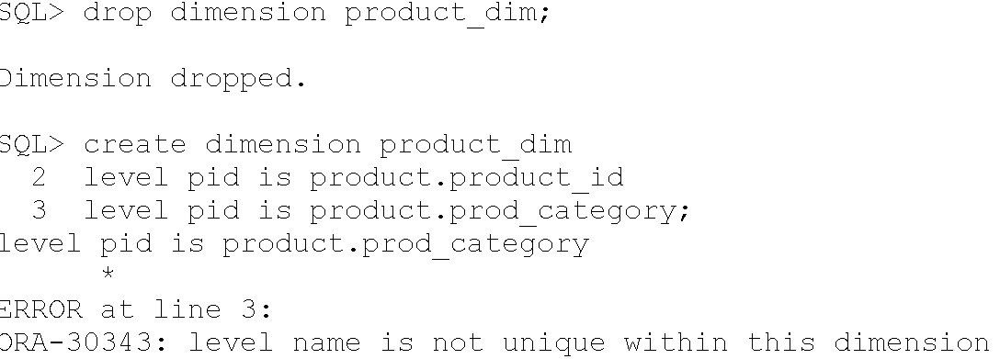 SQL> drop dimension product_dim;
Dimension dropped.
SQL> create dimension product_dim
2 level pid is product.product_id
3 level pid is product.prod_category;
level pid is product.prod_category
*
ERROR at line 3:
ORA-30343: level name is not unique within this dimension